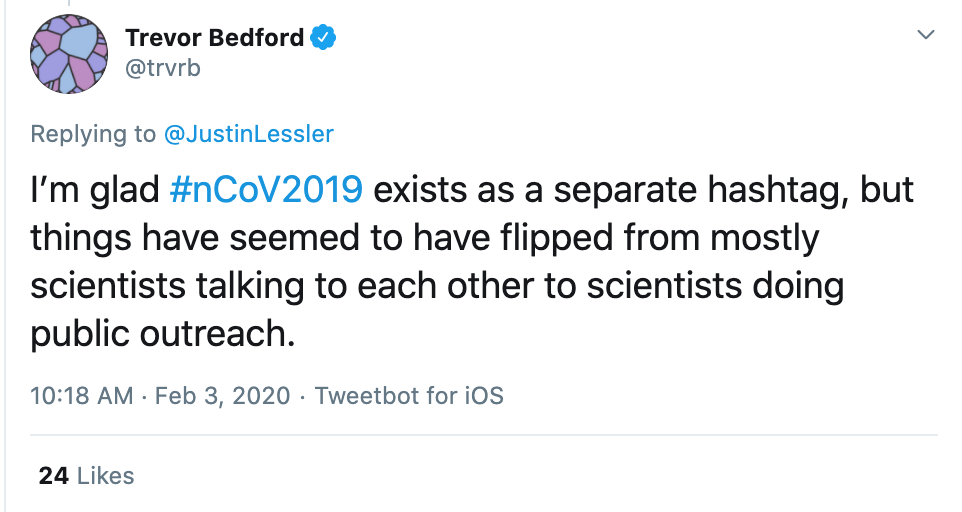 Trevor Bedford
@trvrb
Replying to @JustinLessler
I’m glad #nCoV2019 exists as a separate hashtag, but
things have seemed to have flipped from mostly
scientists talking to each other to scientists doing
public outreach.
10:18 AM · Feb 3, 2020 · Tweetbot for iOS
24 Likes